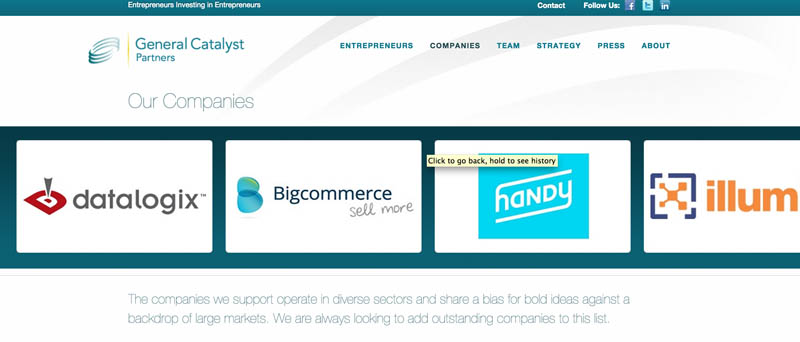 Entrepreneurs Investing in Entrepreneurs
Contact Follow Us: f t in
General Catalyst
Partners
ENTREPRENEURS COMPANIES TEAM STRATEGY PRESS ABOUT
Our Companies
Click to go back, hold to see history
datalogix™
Bigcommerce
sell more
HANDY
illum
The companies we support operate in diverse sectors and share a bias for bold ideas against a
backdrop of large markets. We are always looking to add outstanding companies to this list.